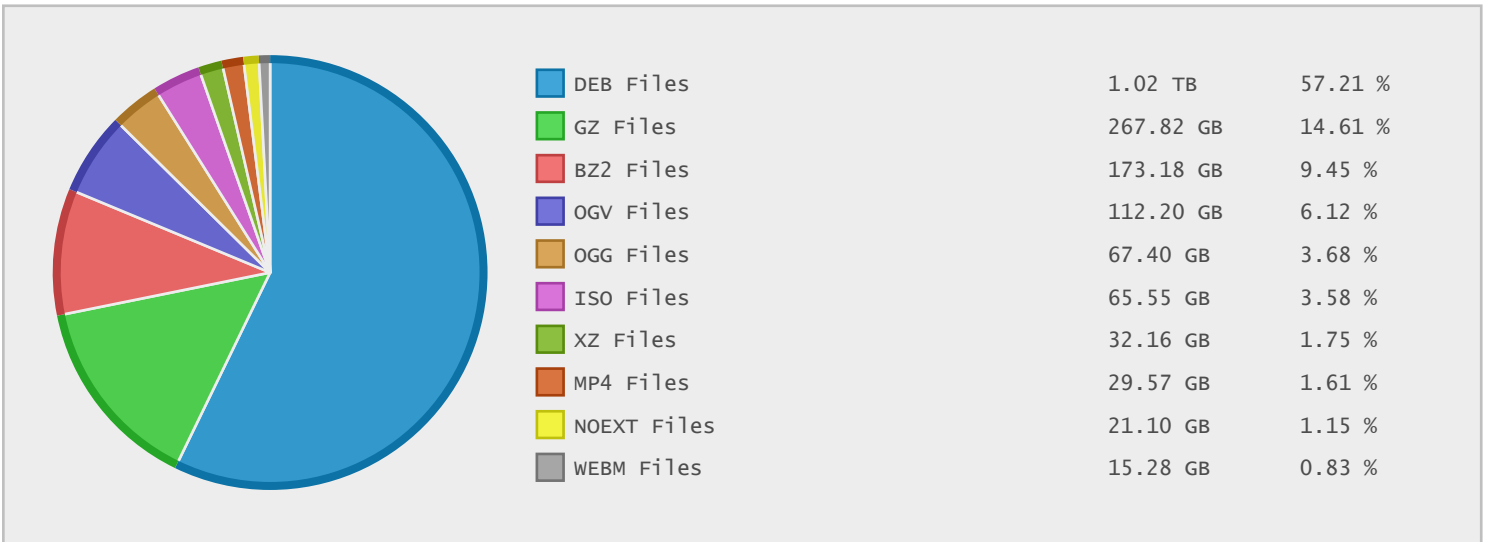 DEB Files 1.02 TB 57.21 %
GZ Files 267.82 GB 14.61 %
BZ2 Files 173.18 GB 9.45 %
OGV Files 112.20 GB 6.12 %
OGG Files 67.40 GB 3.68 %
ISO Files 65.55 GB 3.58 %
XZ Files 32.16 GB 1.75 %
MP4 Files 29.57 GB 1.61 %
NOEXT Files 21.10 GB 1.15 %
WEBM Files 15.28 GB 0.83 %